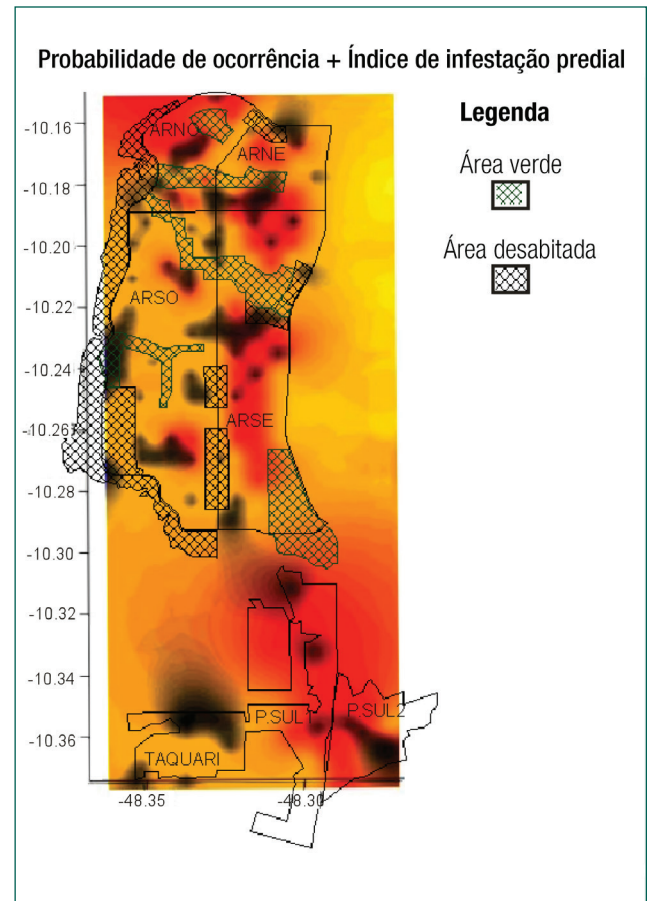 Probabilidade de ocorrência + Índice de infestação predial
Legenda
Área verde
Área desabitada
-10.16
-10.18
-10.20
-10.22
-10.24
-10.26
-10.28
-10.30
-10.32
-10.34
-10.36
ARNO
ARNE
ARSO
ARSE
P.SUL1
P.SUL2
TAQUARI
-48.35
-48.30